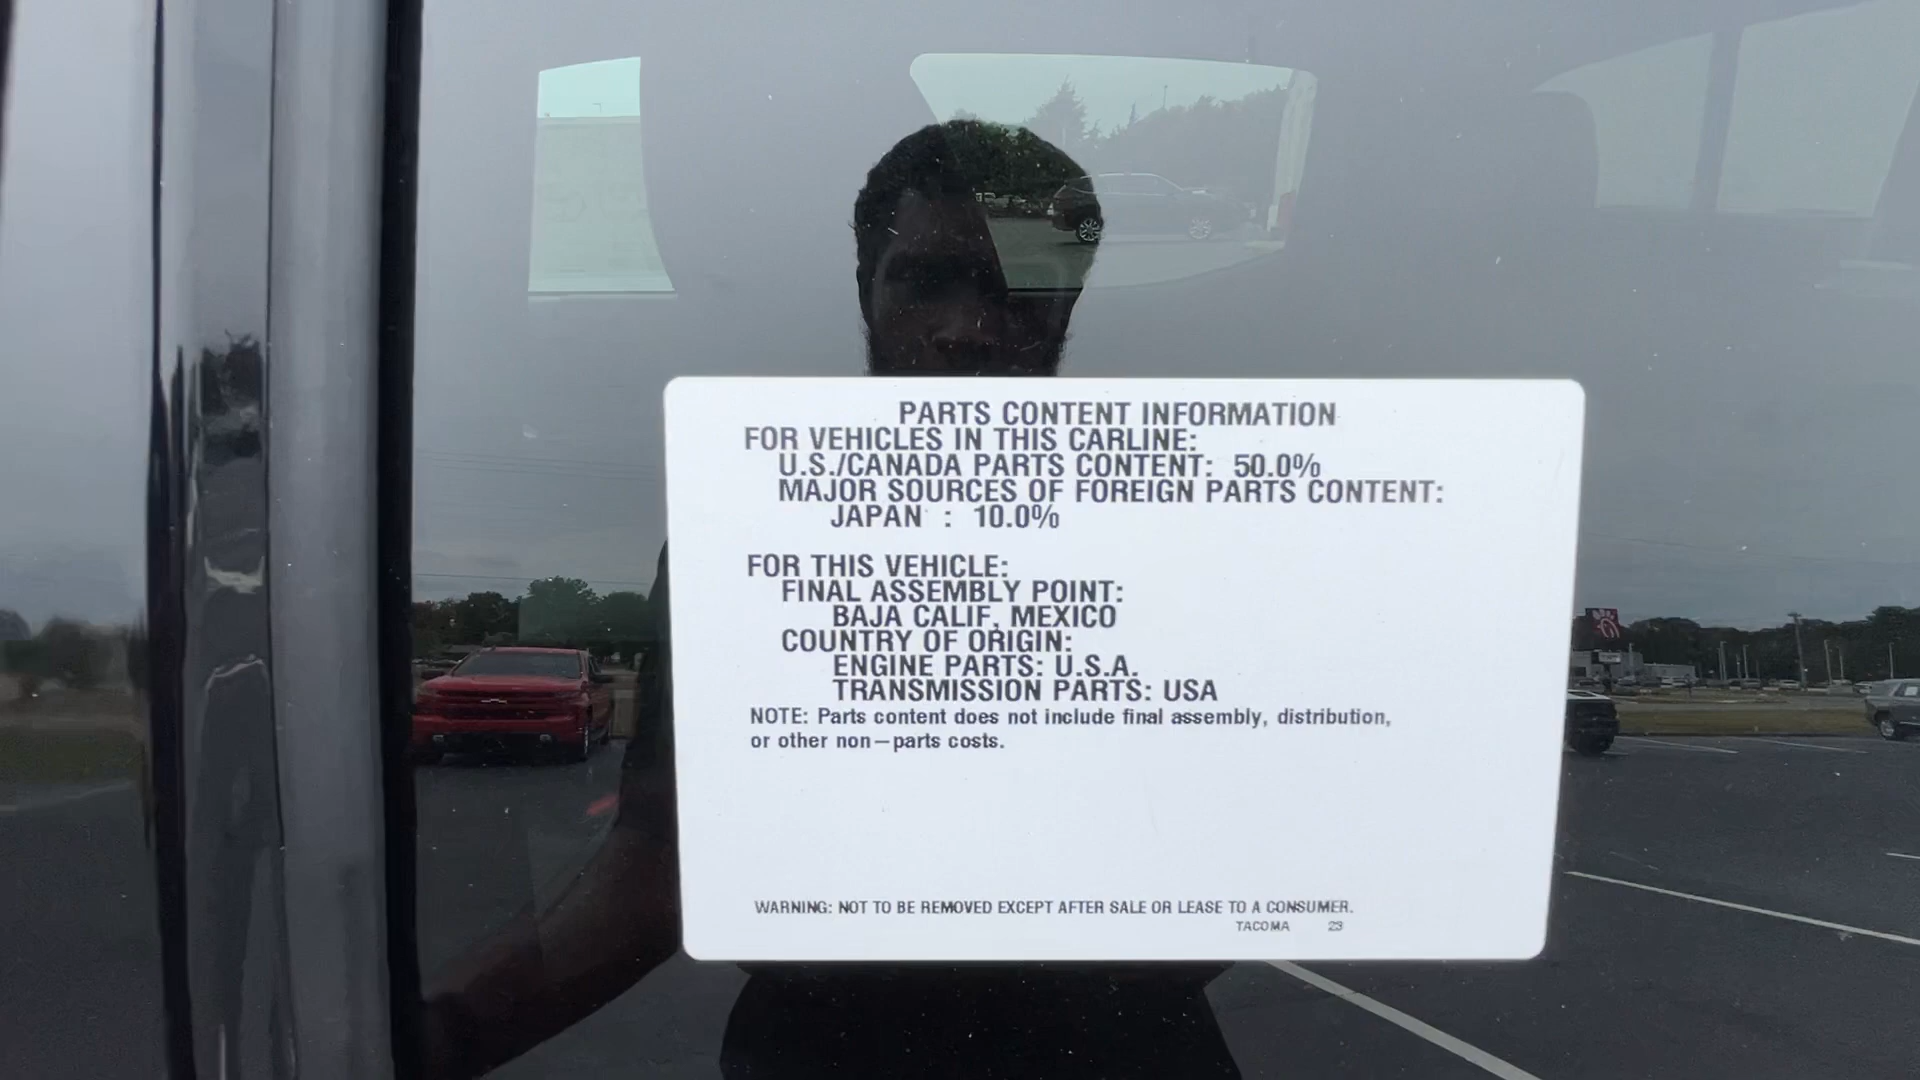 PARTS CONTENT INFORMATION
FOR VEHICLES IN THIS CARLINE:
U.S./CANADA PARTS CONTENT: 50.0%
MAJOR SOURCES OF FOREIGN PARTS CONTENT:
JAPAN : 10.0%
FOR THIS VEHICLE:
FINAL ASSEMBLY POINT:
BAJA CALIF, MEXICO
COUNTRY OF ORIGIN:
ENGINE PARTS: U.S.A.
TRANSMISSION PARTS: USA
NOTE: Parts content does not include final assembly, distribution,
or other non-parts costs.
WARNING: NOT TO BE REMOVED EXCEPT AFTER SALE OR LEASE TO A CONSUMER.
TACOMA 23